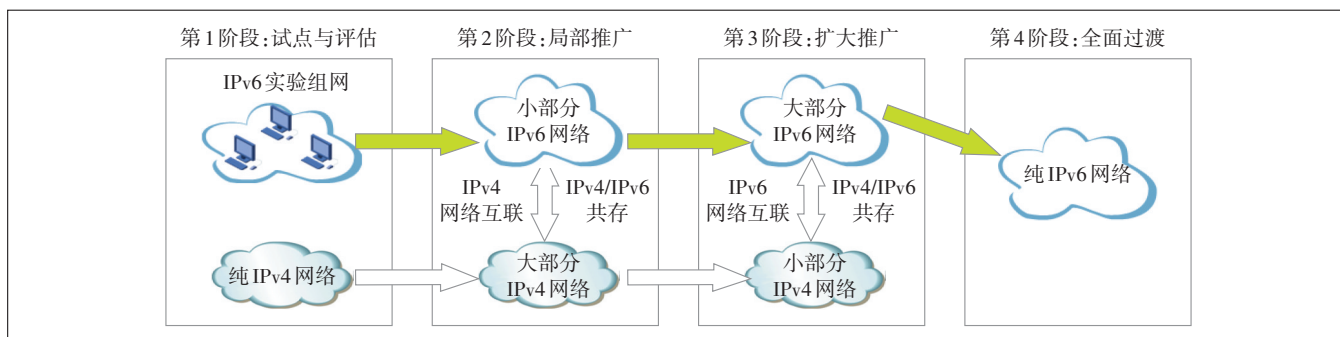 第1阶段:试点与评估
IPv6实验组网
纯IPv4网络
第2阶段:局部推广
小部分
IPv6网络
IPv4
网络互联
IPv4/IPv6
共存
大部分
IPv4网络
第3阶段:扩大推广
大部分
IPv6网络
IPv6
网络互联
IPv4/IPv6
共存
小部分
IPv4网络
第4阶段:全面过渡
纯IPv6网络